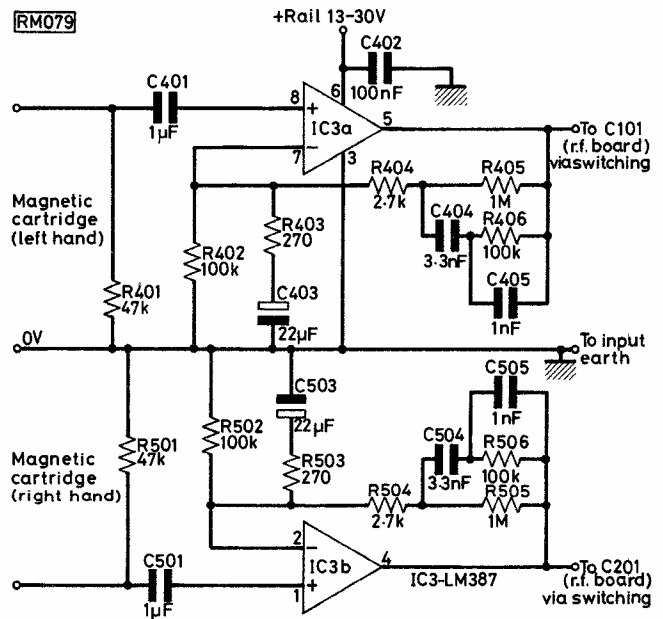 RM079
+Rail 13-30V
C402
100nF
C401
1µF
8
+
6
IC3a
5
7
−
3
To C101
(r.f. board)
via switching
R404
2·7k
R405
1M
C404
3·3nF
R406
100k
C405
1nF
Magnetic
cartridge
(left hand)
R403
270
R402
100k
C403
22µF
R401
47k
0V
To input
earth
C503
22µF
C505
1nF
R502
100k
C504
3·3nF
R506
100k
R501
47k
R503
270
R504
2·7k
R505
1M
Magnetic
cartridge
(right hand)
2
−
IC3b
4
IC3-LM387
1
+
C501
1µF
To C201
(r.f. board)
via switching